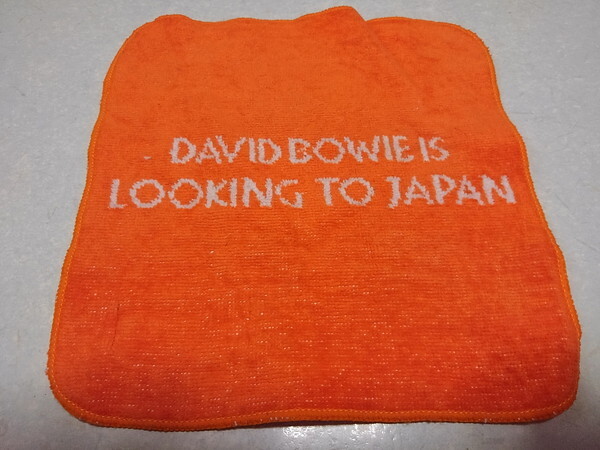 DAVID BOWIE IS
LOOKING TO JAPAN